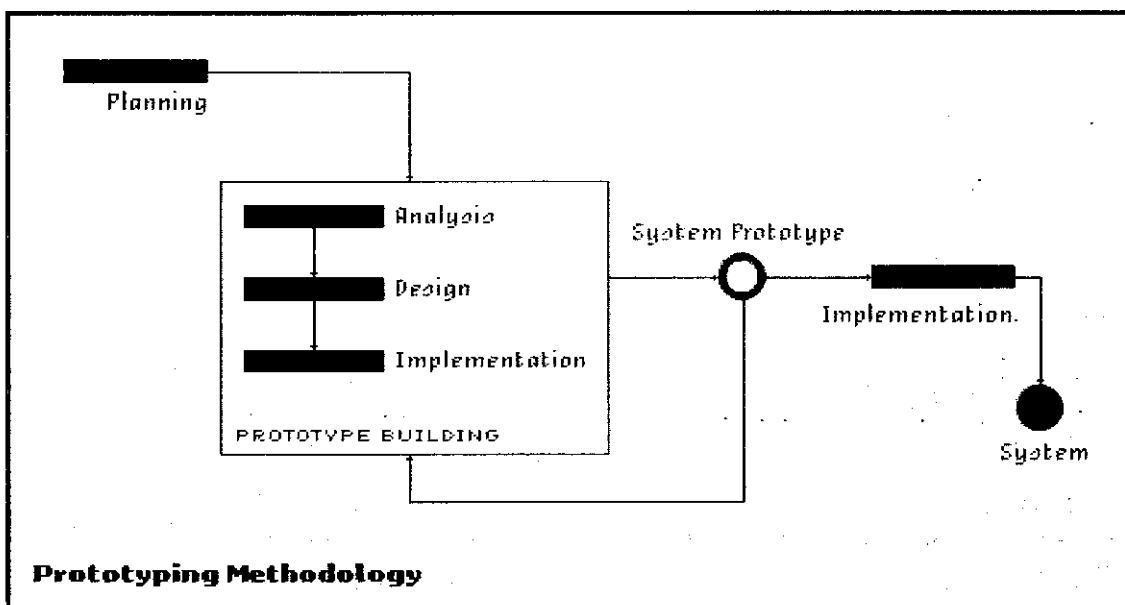 Planning
Analysis
System Prototype
Design
Implementation.
Implementation
PROTOTYPE BUILDING
System
Prototyping Methodology